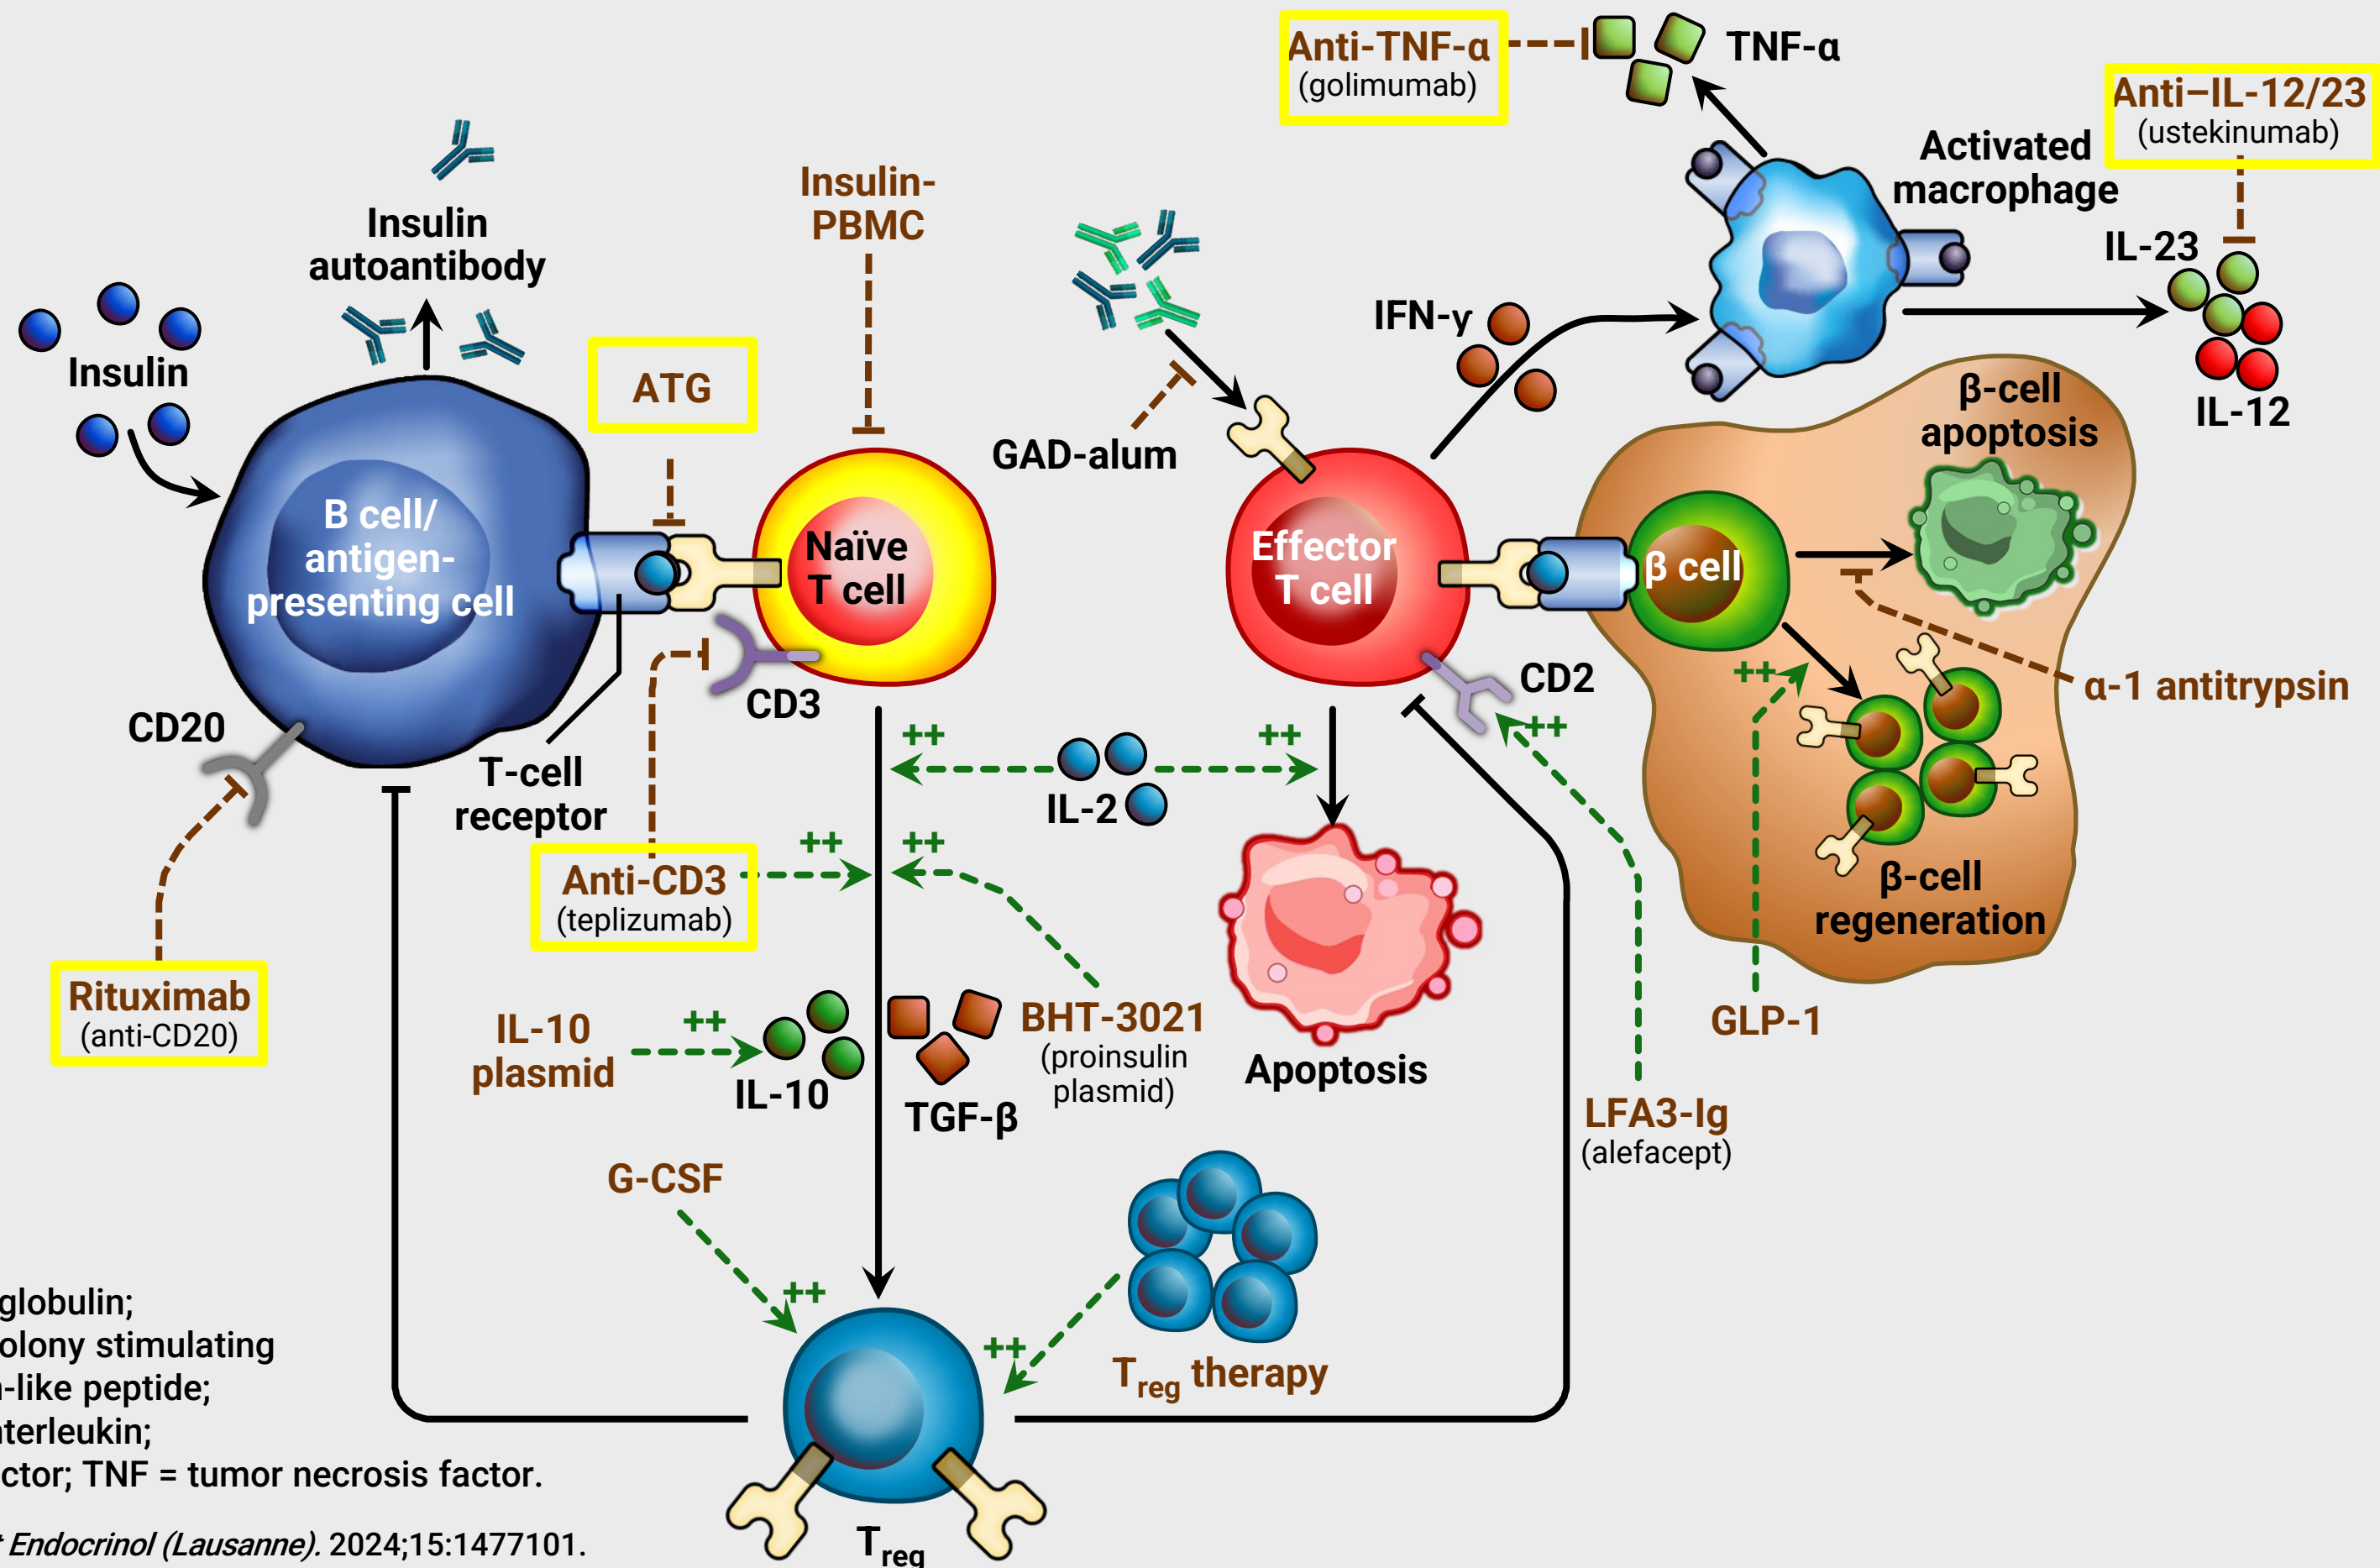 Anti-TNF-α
(golimumab)
TNF-α
Anti–IL-12/23
(ustekinumab)
Activated
macrophage
IL-23
IL-12
Insulin
autoantibody
Insulin
Insulin-
PBMC
ATG
IFN-γ
GAD-alum
B cell/
antigen-
presenting cell
Naïve
T cell
Effector
T cell
β cell
β-cell
apoptosis
α-1 antitrypsin
CD20
CD3
CD2
T-cell
receptor
++
++
++
++
IL-2
++
++
Anti-CD3
(teplizumab)
β-cell
regeneration
Rituximab
(anti-CD20)
IL-10
plasmid
++
IL-10
TGF-β
BHT-3021
(proinsulin
plasmid)
Apoptosis
GLP-1
LFA3-Ig
(alefacept)
G-CSF
++
++
Treg therapy
Treg
globulin;
olony stimulating
-like peptide;
nterleukin;
ctor; TNF = tumor necrosis factor.
Endocrinol (Lausanne). 2024;15:1477101.